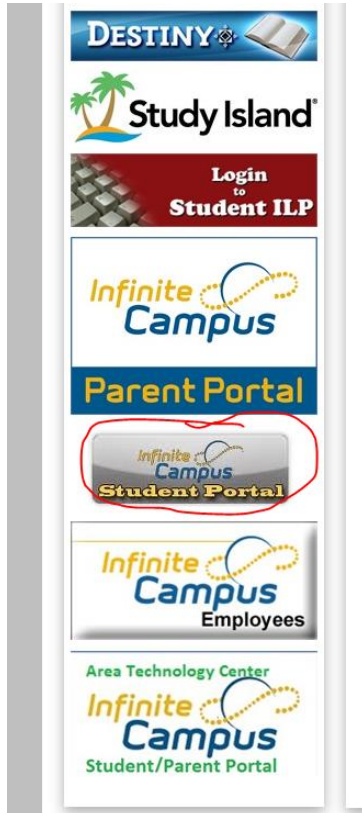 DESTINY
Study Island®
Login
to
Student ILP
Infinite
Campus
Parent Portal
Infinite
Campus
Student Portal
Infinite
Campus
Employees
Area Technology Center
Infinite
Campus
Student/Parent Portal